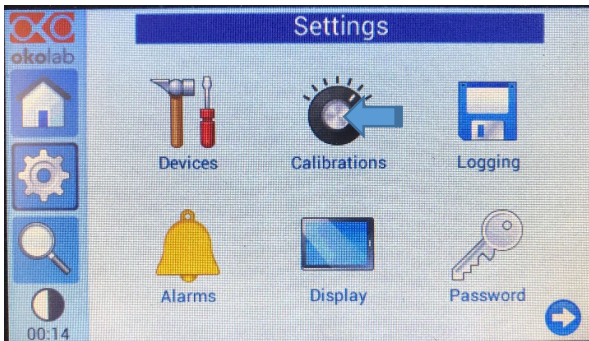 Settings
okolab
Devices
Calibrations
Logging
Alarms
Display
Password
00:14